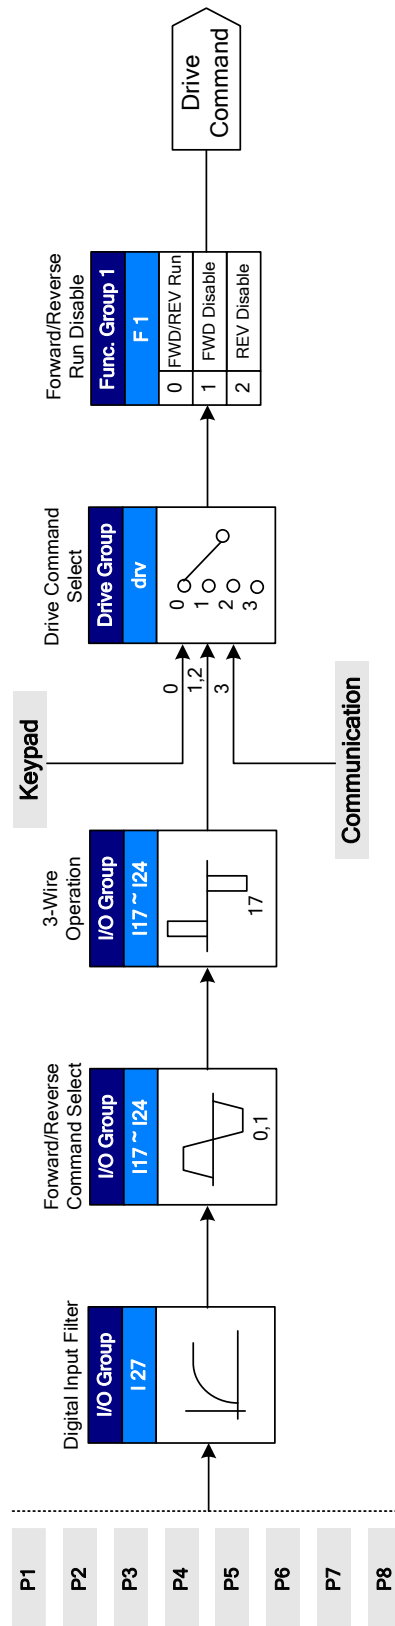 P1
P2
P3
P4
P5
P6
P7
P8
Digital Input Filter
I/O Group
I 27
Forward/Reverse
Command Select
I/O Group
I17 ~ I24
0,1
3-Wire
Operation
I/O Group
I17 ~ I24
17
Keypad
Communication
0
1,2
3
Drive Command
Select
Drive Group
drv
0
1
2
3
Forward/Reverse
Run Disable
Func. Group 1
F 1
0 FWD/REV Run
1 FWD Disable
2 REV Disable
Drive
Command